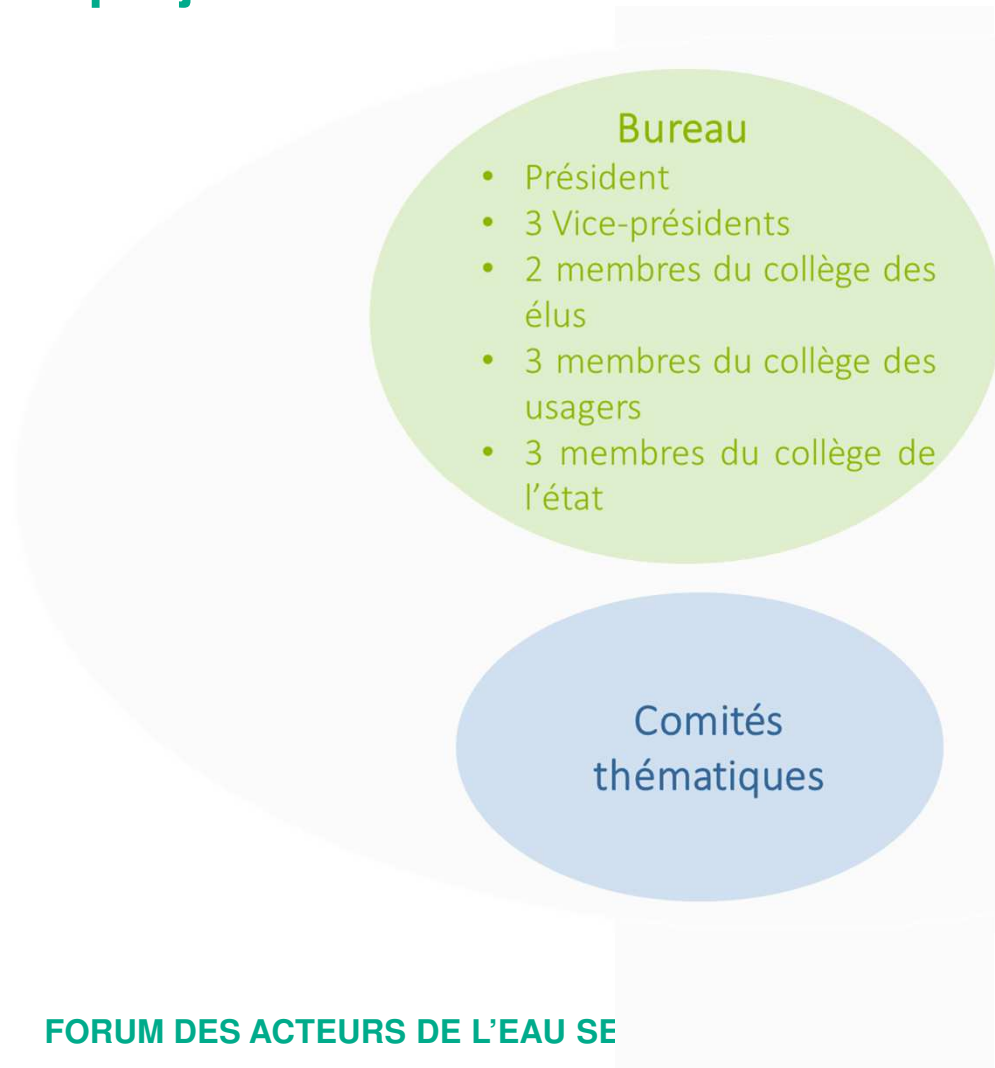 Bureau
• Président
• 3 Vice-présidents
• 2 membres du collège des
élus
• 3 membres du collège des
usagers
• 3 membres du collège de
l’état
Comités
thématiques
FORUM DES ACTEURS DE L’EAU SE